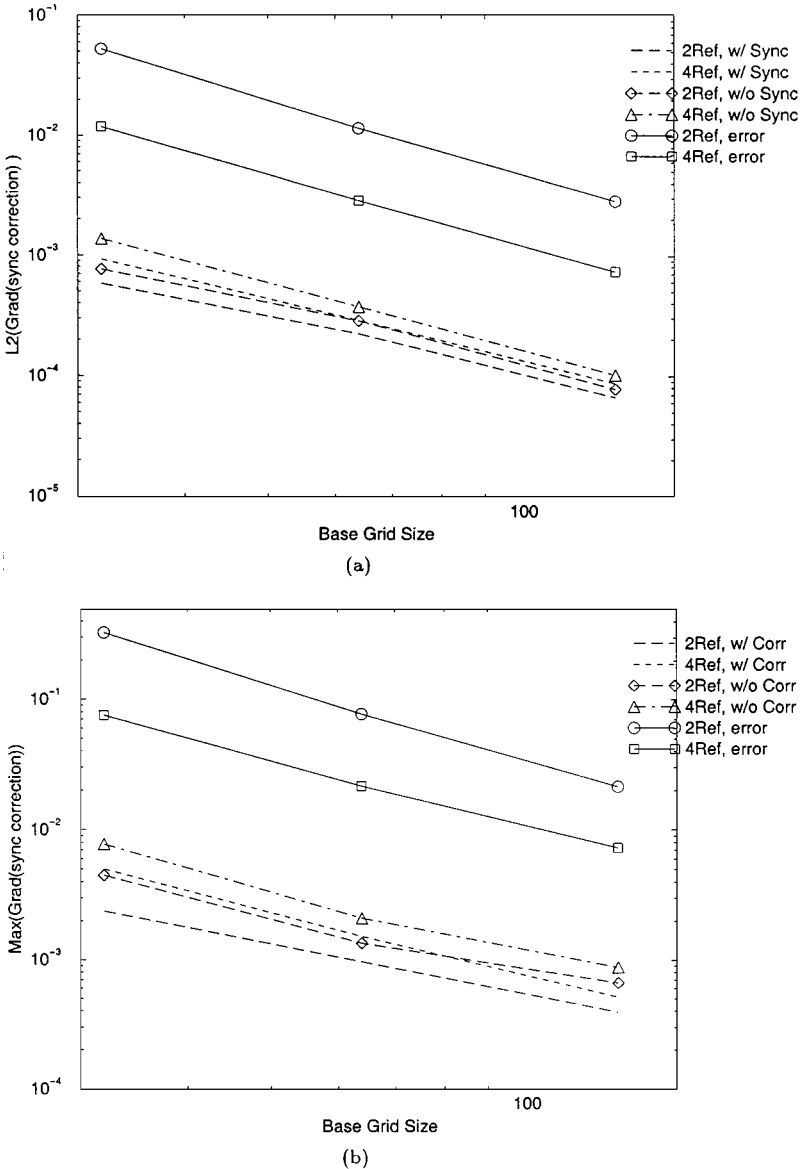 10^-1
10^-2
10^-3
10^-4
10^-5
L2(Grad(sync correction) )
2Ref, w/ Sync
4Ref, w/ Sync
2Ref, w/o Sync
4Ref, w/o Sync
2Ref, error
4Ref, error
100
Base Grid Size
(a)
10^-1
10^-2
10^-3
10^-4
Max(Grad(sync correction))
2Ref, w/ Corr
4Ref, w/ Corr
2Ref, w/o Corr
4Ref, w/o Corr
2Ref, error
4Ref, error
100
Base Grid Size
(b)